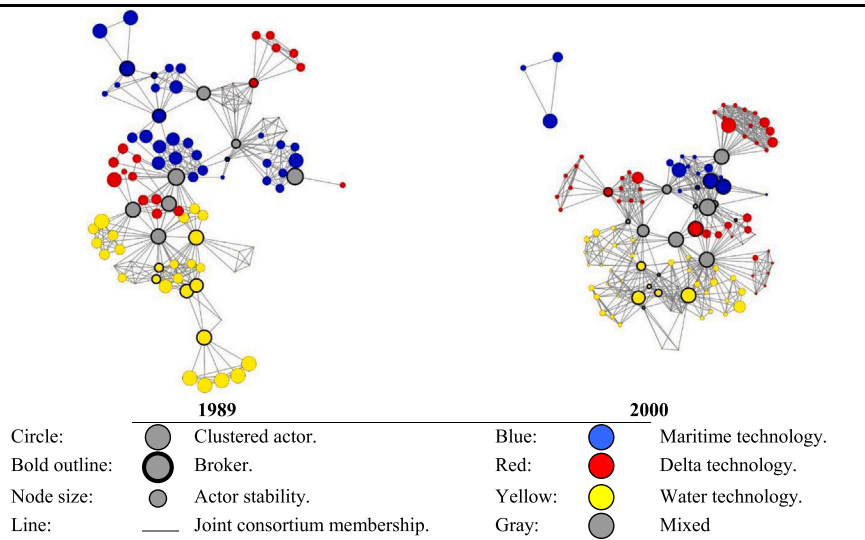 1989 2000
Circle: Clustered actor. Blue: Maritime technology.
Bold outline: Broker. Red: Delta technology.
Node size: Actor stability. Yellow: Water technology.
Line: Joint consortium membership. Gray: Mixed